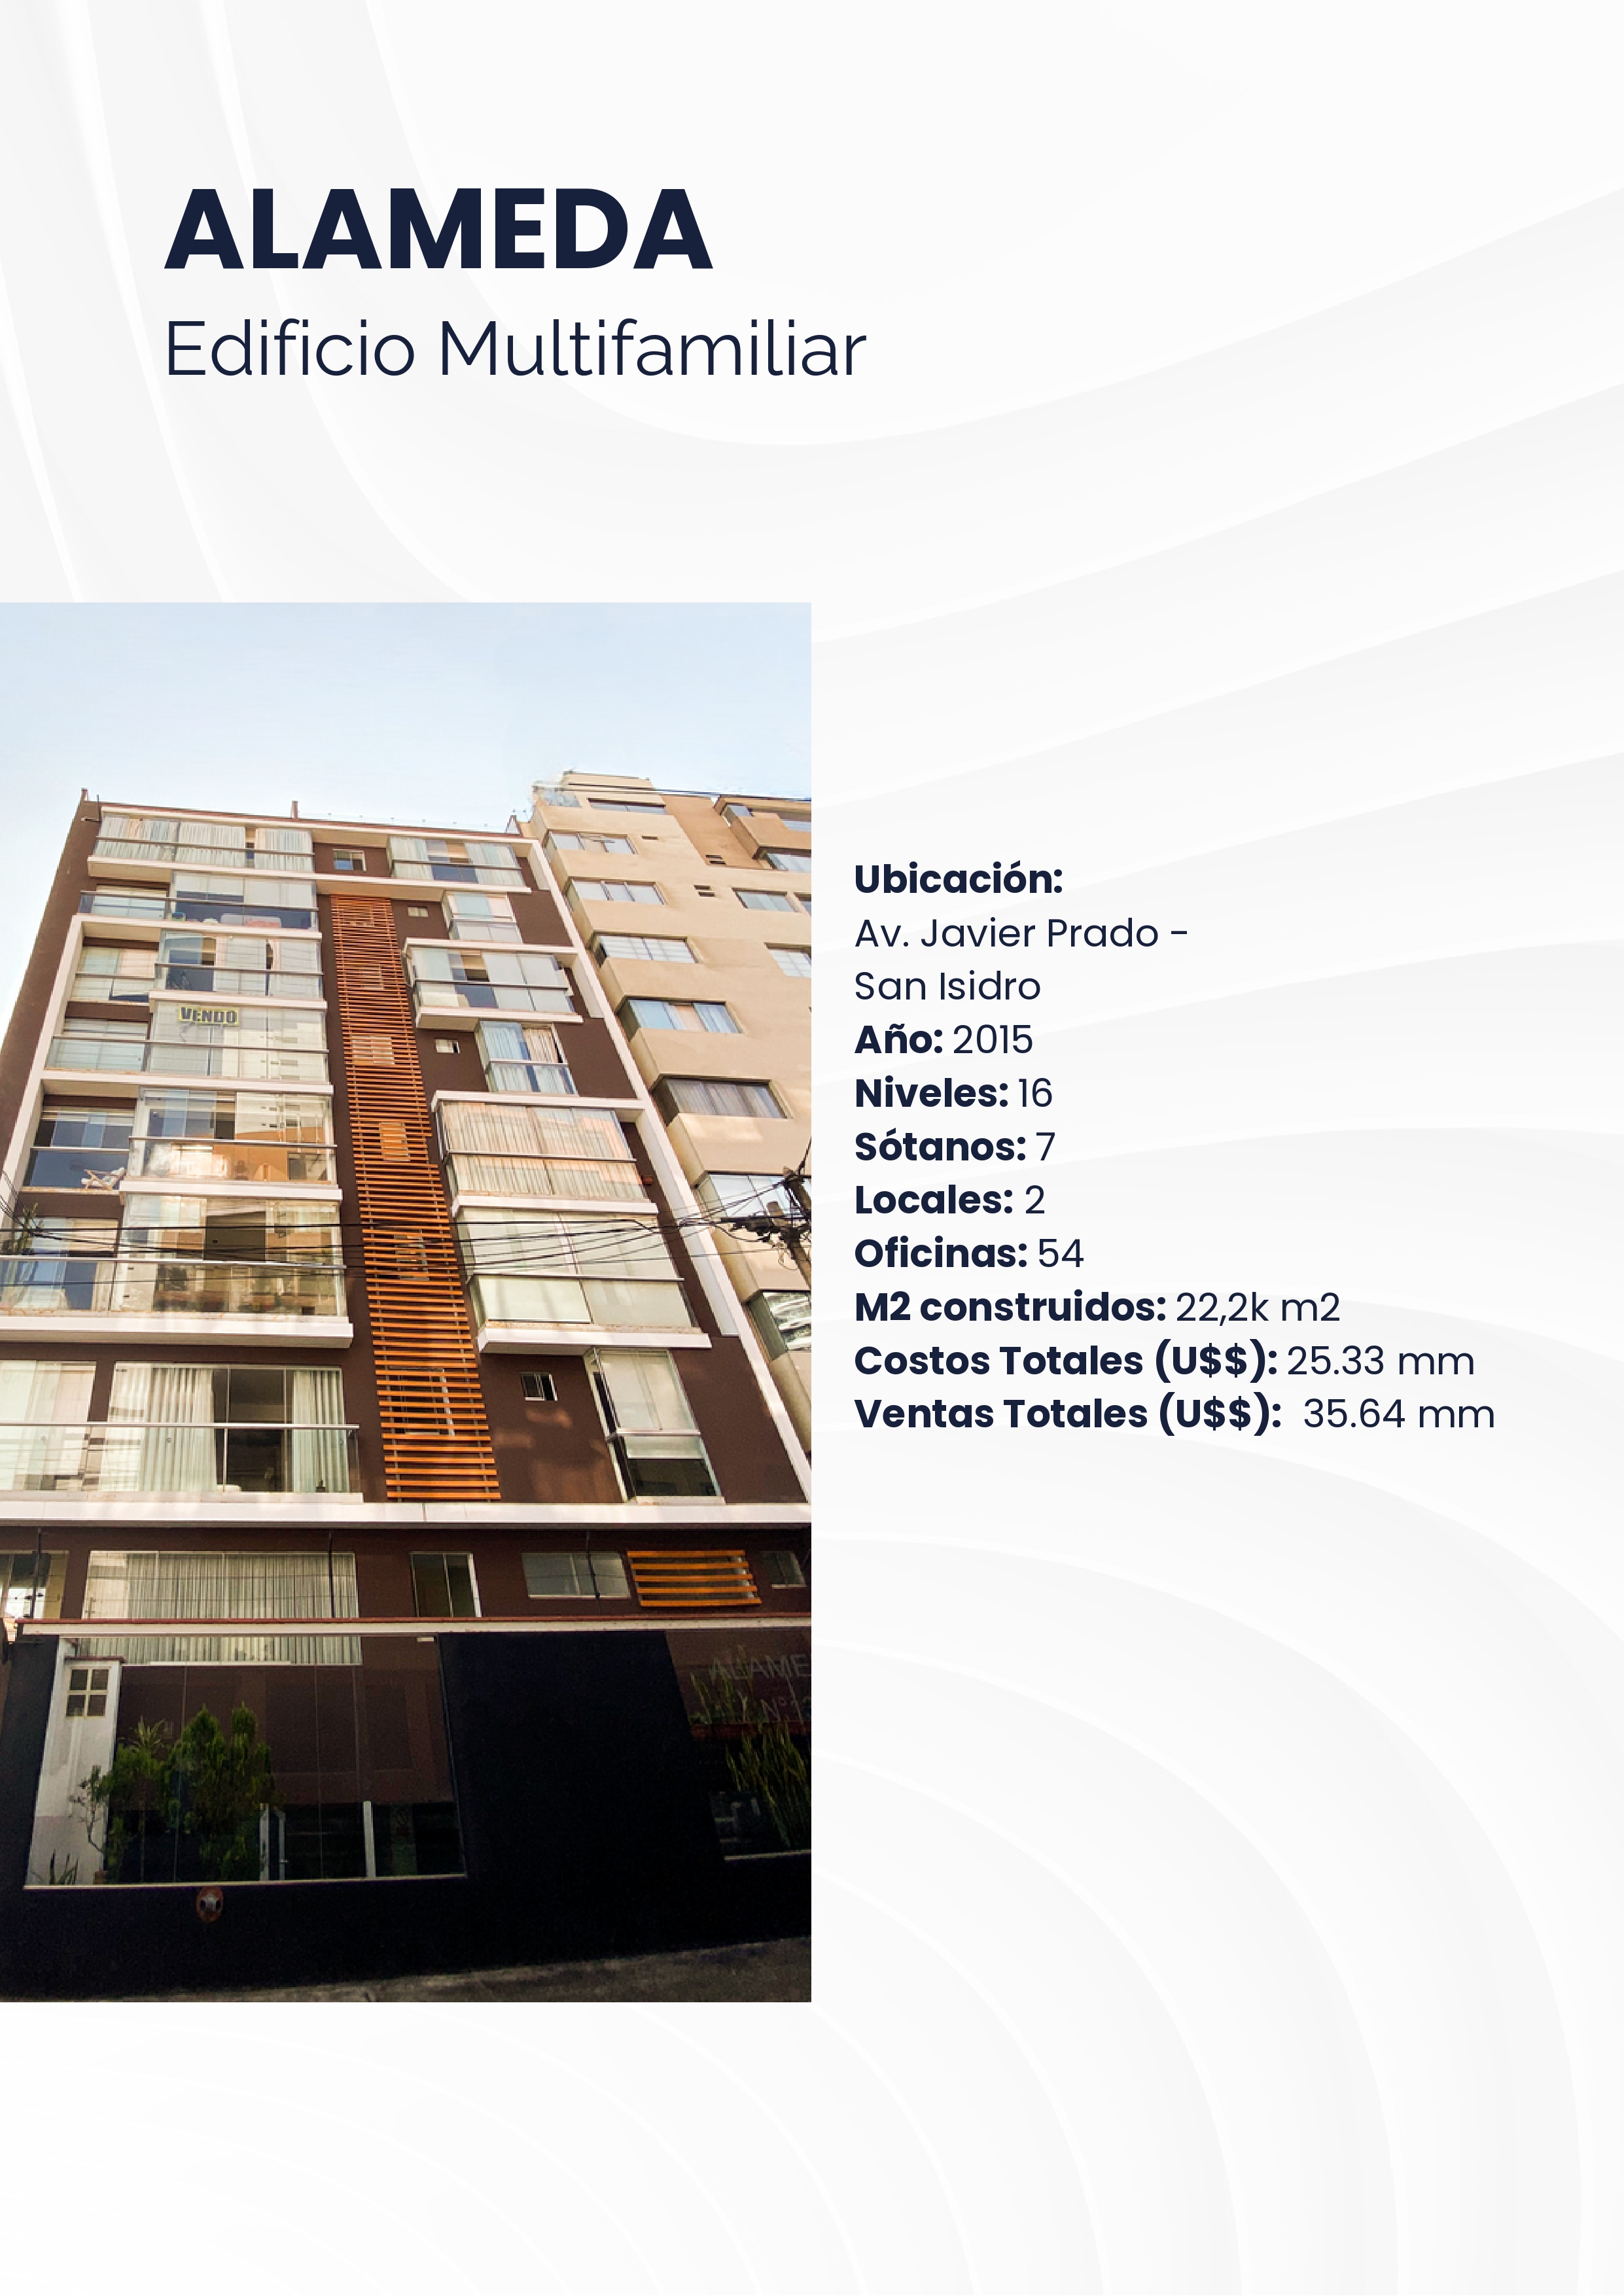 ALAMEDA
Edificio Multifamiliar
VENDO
Ubicación:
Av. Javier Prado -
San Isidro
Año: 2015
Niveles: 16
Sótanos: 7
Locales: 2
Oficinas: 54
M2 construidos: 22,2k m2
Costos Totales (U$$): 25.33 mm
Ventas Totales (U$$): 35.64 mm
ALAME